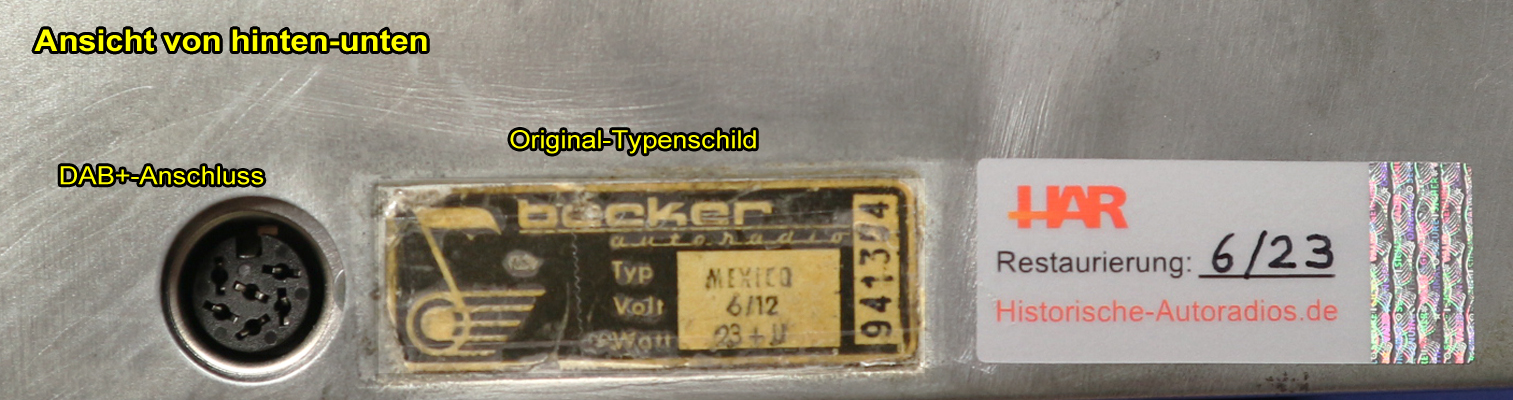 Ansicht von hinten-unten
Original-Typenschild
DAB+-Anschluss
becker
autoradio
Typ MEXICO
Volt 6/12
Watt 23 + U
HAR
Restaurierung: 6/23
Historische-Autoradios.de